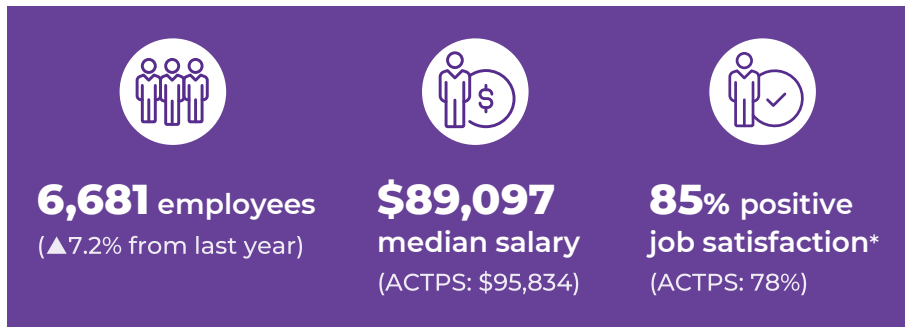 6,681 employees
(▲7.2% from last year)
$89,097
median salary
(ACTPS: $95,834)
85% positive
job satisfaction*
(ACTPS: 78%)